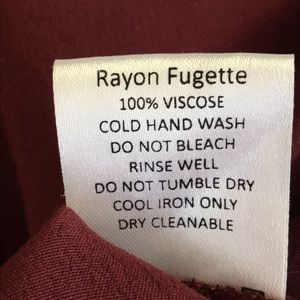 Rayon Fugette
100% VISCOSE
COLD HAND WASH
DO NOT BLEACH
RINSE WELL
DO NOT TUMBLE DRY
COOL IRON ONLY
DRY CLEANABLE